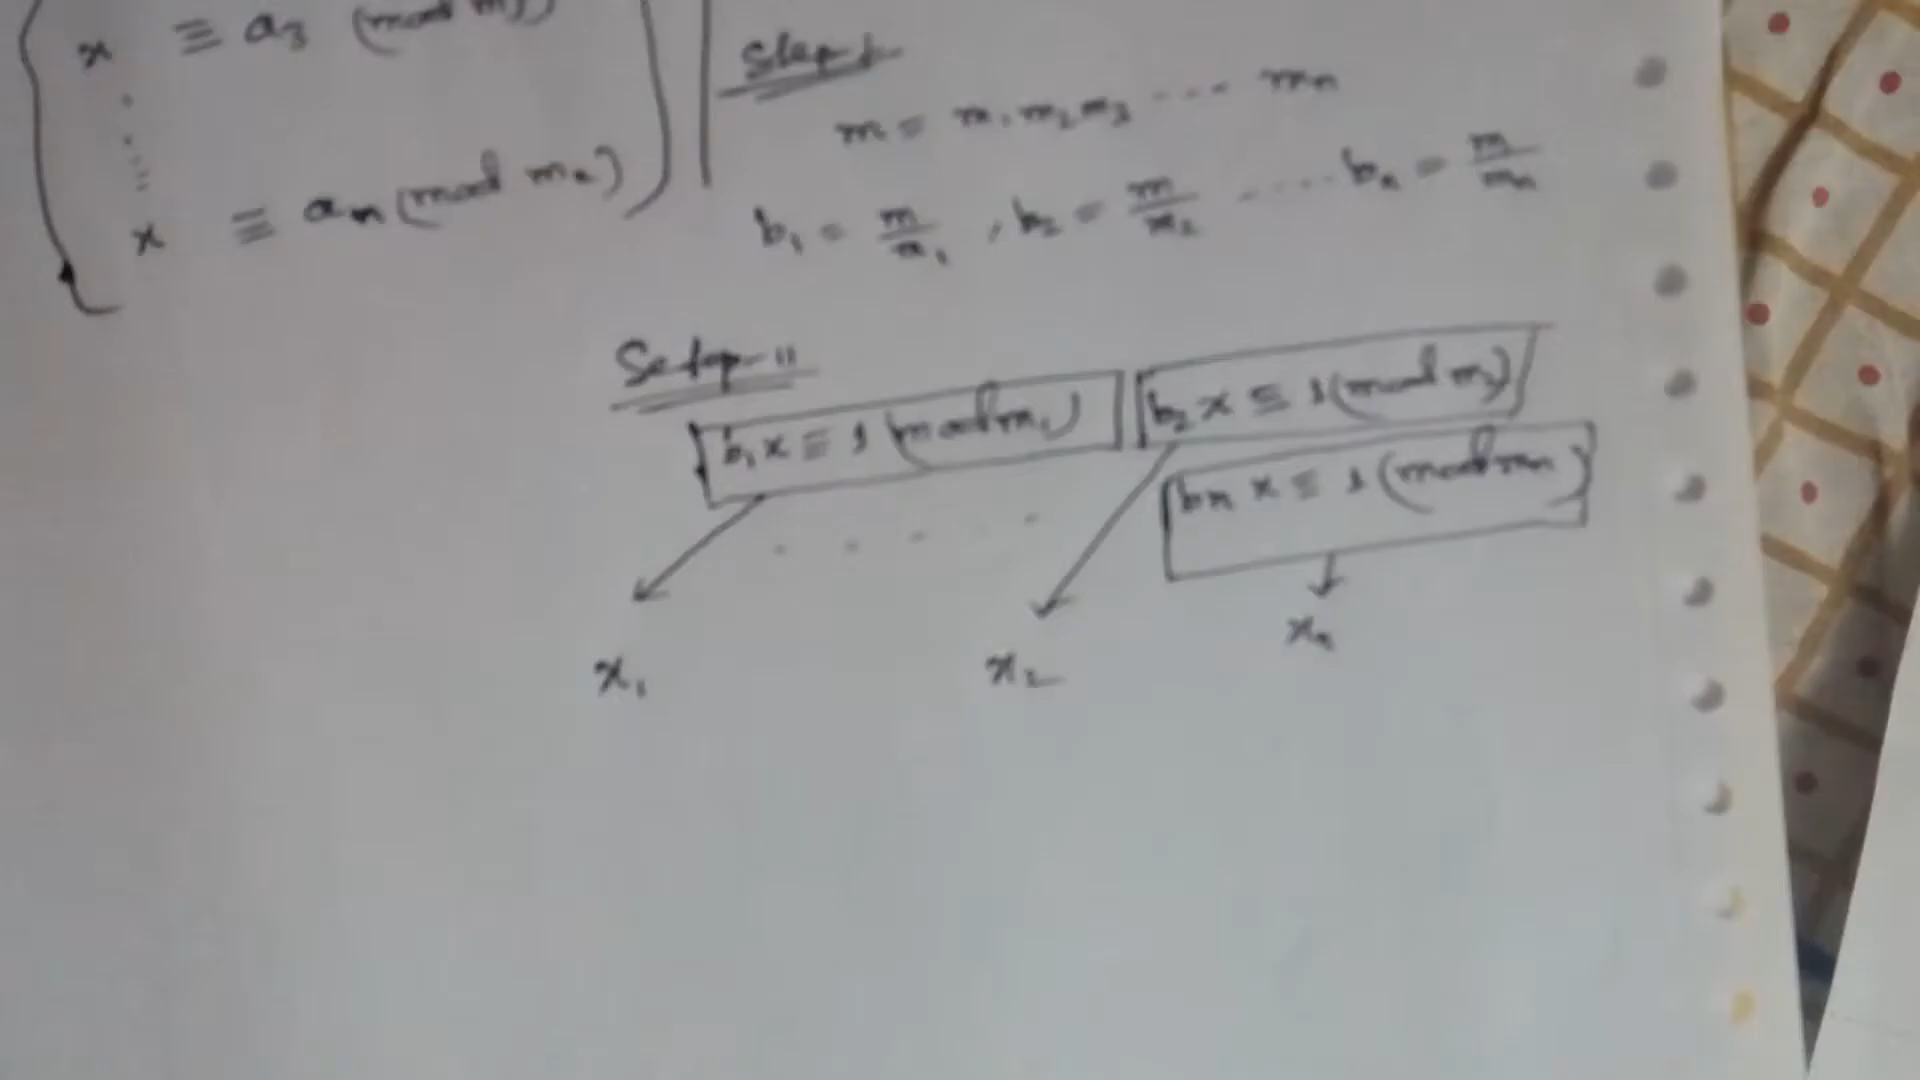 x ≡ a3 (mod m3)
x ≡ an (mod mn)
Step I
m = m1 m2 m3 .... mn
b1 = m/m1 , b2 = m/m2 ..... bn = m/mn
Setep-II
b1 x ≡ 1 (mod m1) b2 x ≡ 1 (mod m2)
bn x ≡ 1 (mod mn)
. . . .
x1 x2 xn